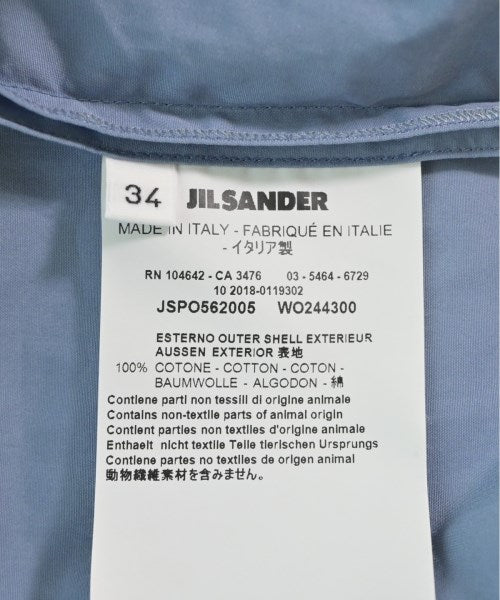 34
JILSANDER
MADE IN ITALY - FABRIQUÉ EN ITALIE
- イタリア製
RN 104642 - CA 3476 03 - 5464 - 6729
10 2018-0119302
JSPO562005 WO244300
ESTERNO OUTER SHELL EXTERIEUR
AUSSEN EXTERIOR 表地
100% COTONE - COTTON - COTON -
BAUMWOLLE - ALGODON - 綿
Contiene parti non tessili di origine animale
Contains non-textile parts of animal origin
Contient parties non textiles d'origine animale
Enthaelt nicht textile Teile tierischen Ursprungs
Contiene partes no textiles de origen animal
動物繊維素材を含みません。